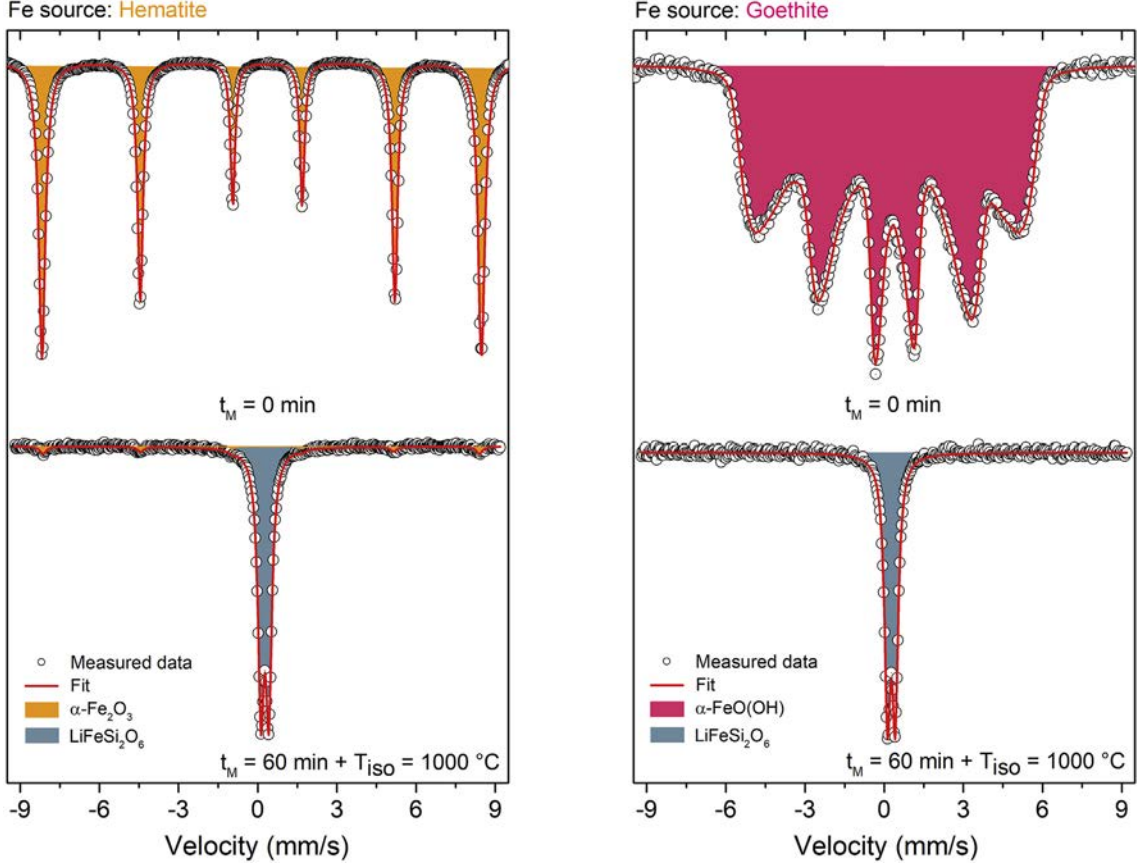 Fe source: Hematite
t_M = 0 min
Measured data
Fit
α-Fe₂O₃
LiFeSi₂O₆
t_M = 60 min + T_iso = 1000 °C
-9 -6 -3 0 3 6 9
Velocity (mm/s)
Fe source: Goethite
t_M = 0 min
Measured data
Fit
α-FeO(OH)
LiFeSi₂O₆
t_M = 60 min + T_iso = 1000 °C
-9 -6 -3 0 3 6 9
Velocity (mm/s)